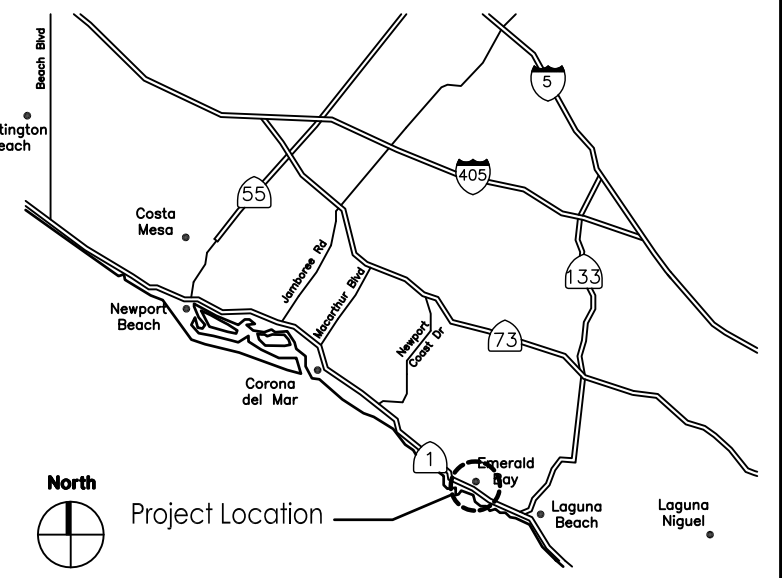 Beach Blvd
tington
each
5
405
55
Costa
Mesa
133
Jamboree Rd
Macarthur Blvd
Newport
Coast Dr
Newport
Beach
73
Corona
del Mar
1
Emerald
Bay
North
Project Location
Laguna
Beach
Laguna
Niguel